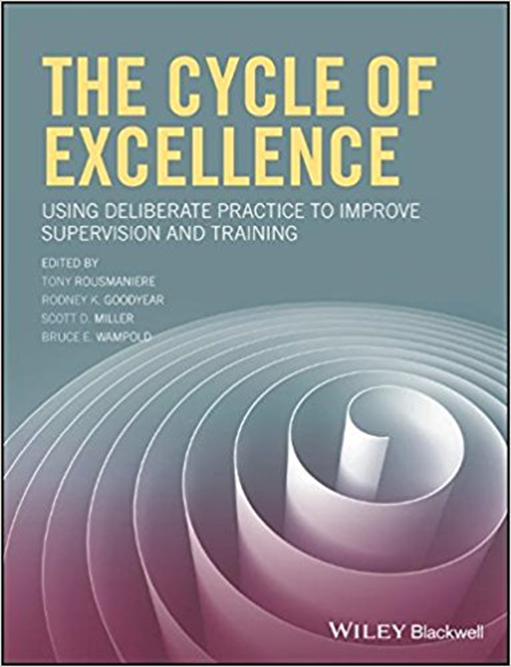 THE CYCLE OF
EXCELLENCE
USING DELIBERATE PRACTICE TO IMPROVE
SUPERVISION AND TRAINING
EDITED BY
TONY ROUSMANIERE
RODNEY K. GOODYEAR
SCOTT D. MILLER
BRUCE E. WAMPOLD
WILEY Blackwell